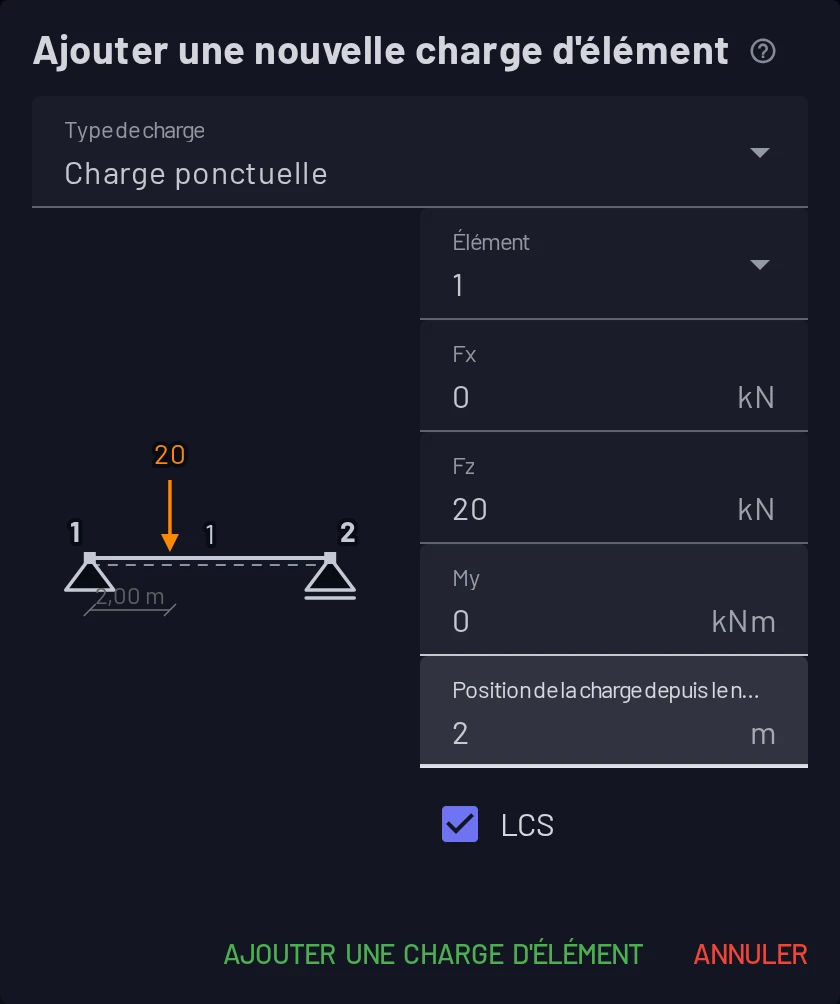 Ajouter une nouvelle charge d'élément ?
Type de charge
Charge ponctuelle
Élément
1
Fx
0 kN
Fz
20 kN
My
0 kNm
Position de la charge depuis le n...
2 m
LCS
20
1 1 2
2,00 m
AJOUTER UNE CHARGE D'ÉLÉMENT ANNULER